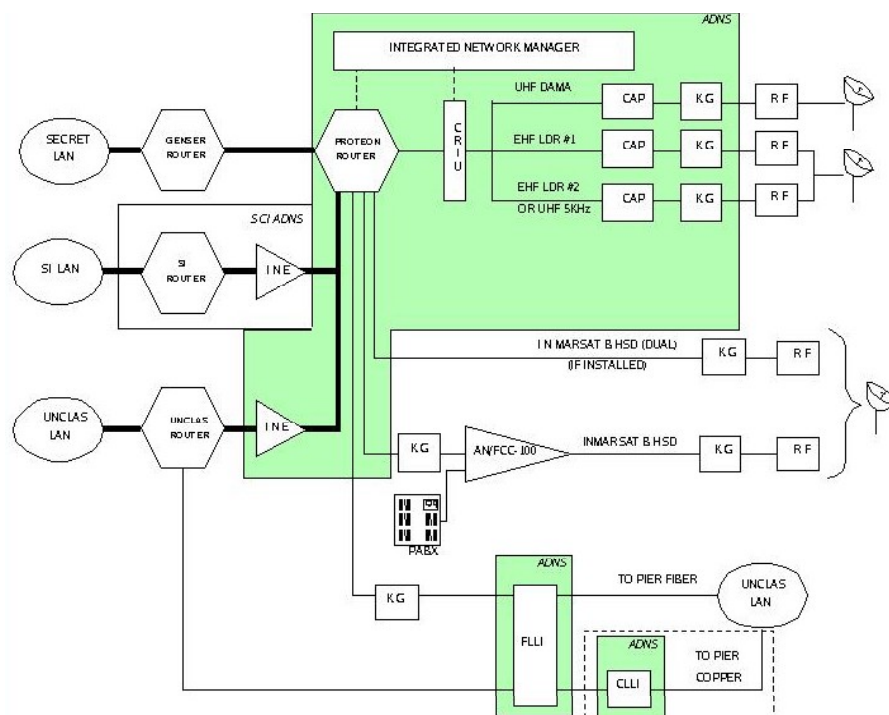 ADNS
INTEGRATED NETWORK MANAGER
UHF DAMA
CAP
KG
RF
SECRET
LAN
GENSER
ROUTER
PROTEON
ROUTER
CRIU
EHF LDR #1
CAP
KG
RF
EHF LDR #2
OR UHF 5KHz
CAP
KG
RF
SCI ADNS
SI LAN
SI
ROUTER
INE
INMARSAT B HSD (DUAL)
(IF INSTALLED)
KG
RF
UNCLAS
LAN
UNCLAS
ROUTER
INE
KG
AN/FCC-100
INMARSAT B HSD
KG
RF
PABX
ADNS
KG
FLLI
TO PIER FIBER
UNCLAS
LAN
ADNS
CLLI
TO PIER
COPPER